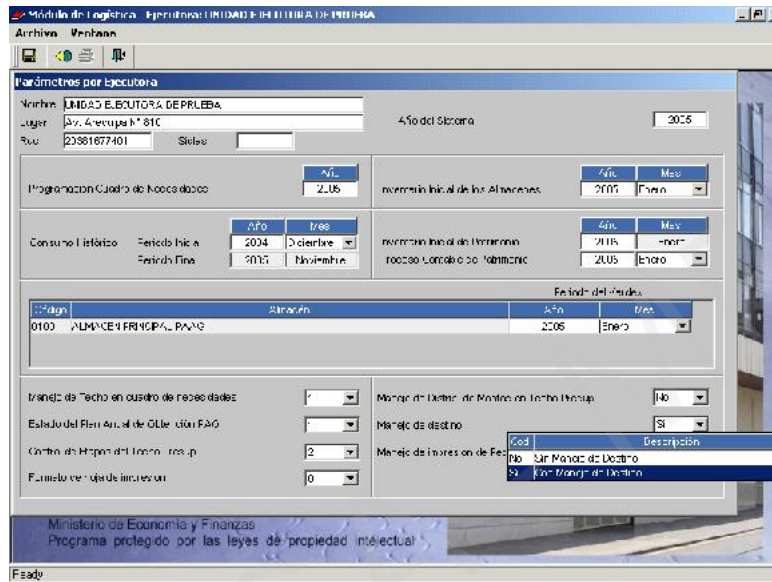 Módulo de Logística - Ejecutora: UNIDAD EJECUTORA DE PRUEBA
Archivo Ventana
Parámetros por Ejecutora
Nombre UNIDAD EJECUTORA DE PRUEBA
Lugar Av. Arequipa N° 810
Año del Sistema 2005
Ruc 20381677401 Siglas
Año
Programación Cuadro de Necesidades 2005
Año Mes
Inventario Inicial de los Almacenes 2005 Enero
Año Mes
Consumo Histórico Periodo Inicial 2004 Diciembre
Periodo Final 2005 Noviembre
Año Mes
Inventario Inicial de Patrimonio 2005 Enero
Proceso Contable de Patrimonio 2005 Enero
Periodo del Kardex
Código Almacén Año Mes
0100 ALMACEN PRINCIPAL 2005 Enero
Manejo de Techo en cuadro de necesidades
Manejo de Distrib. de Montos en Techo Presup. No
Estado del Plan Anual de Obtención PAO
Manejo de destino Si
Control de Etapas del Techo Presup. 2
Manejo de impresion de
Formato de hoja de impresion 0
Cod Descripción
No Sin Manejo de Destino
Si Con Manejo de Destino
Ministerio de Economía y Finanzas
Programa protegido por las leyes de propiedad intelectual
Ready